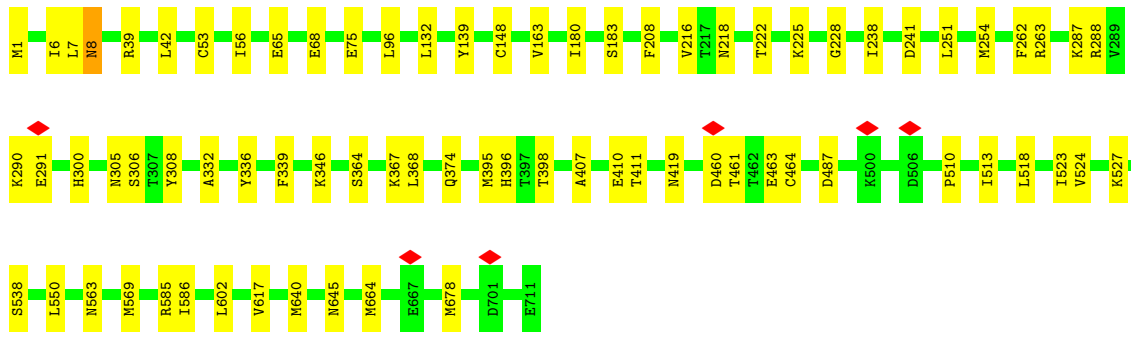 M1 I6 L7 N8 R39 L42 C53 I56 E65 E68 E75 L96 L132 Y139 C148 V163 I180 S183 F208 V216 T217 N218 T222 K225 G228 I238 D241 L251 M254 F262 R263 K287 R288 V289
K290 E291 H300 N305 S306 T307 Y308 A332 Y336 F339 K346 S364 K367 L368 Q374 M395 H396 T397 T398 A407 E410 T411 N419 D460 T461 T462 E463 C464 D487 K500 D506 P510 I513 L518 I523 V524 K527
S538 L550 N563 M569 R585 I586 L602 V617 M640 N645 M664 E667 M678 D701 E711